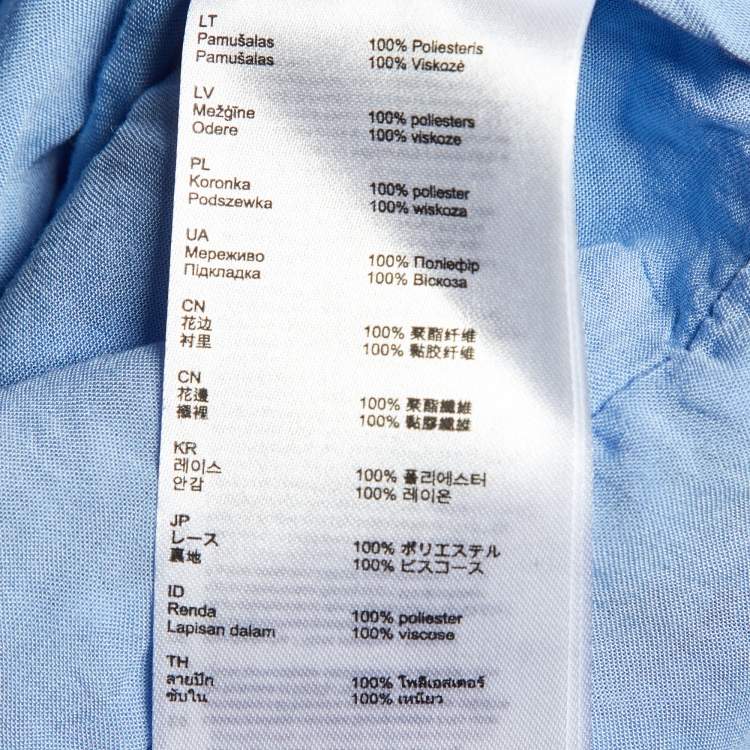 LT
Pamušalas 100% Poliesteris
Pamušalas 100% Viskozė
LV
Mežģīne 100% poliesters
Odere 100% viskoze
PL
Koronka 100% poliester
Podszewka 100% wiskoza
UA
Мереживо 100% Поліефір
Підкладка 100% Віскоза
CN
花边 100% 聚酯纤维
衬里 100% 黏胶纤维
CN
花邊 100% 聚酯纖維
襯裡 100% 黏膠纖維
KR
레이스 100% 폴리에스터
안감 100% 레이온
JP
レース 100% ポリエステル
裏地 100% ビスコース
ID
Renda 100% poliester
Lapisan dalam 100% viscose
TH
ลายปัก 100% โพลีเอสเตอร์
ซับใน 100% เหนียว